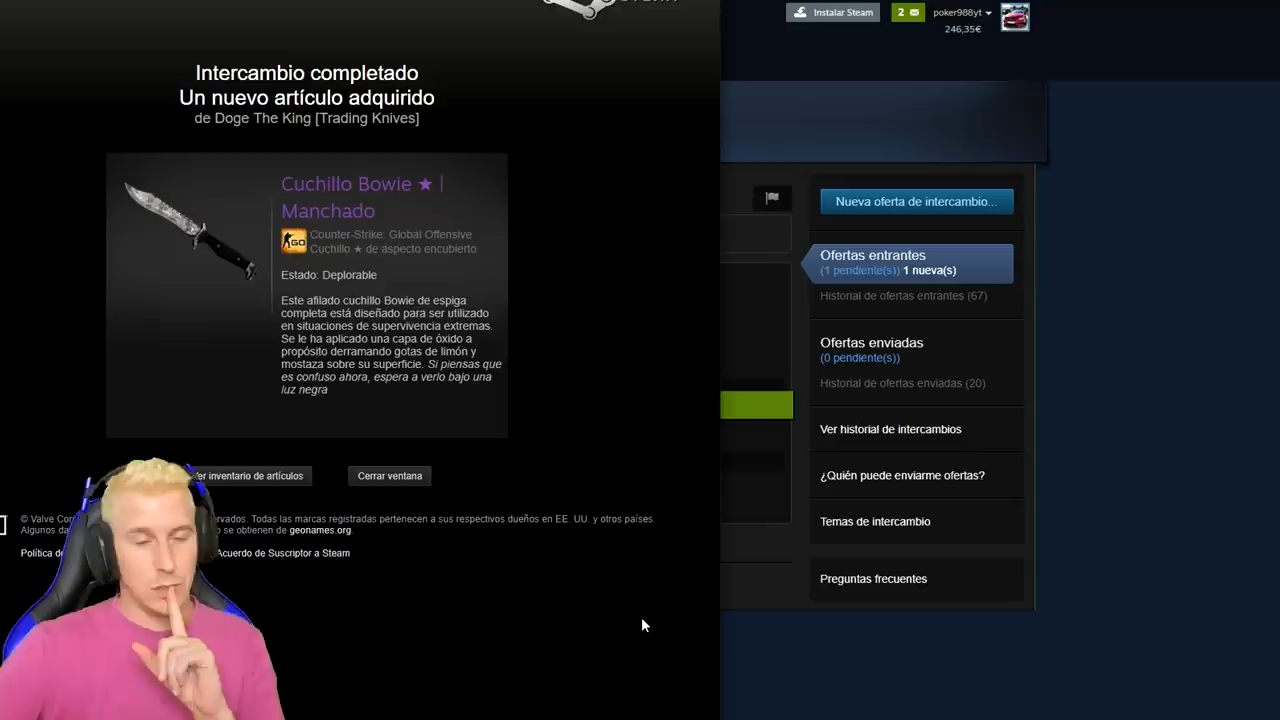 Instalar Steam
2
poker988yt
246,35€
Intercambio completado
Un nuevo artículo adquirido
de Doge The King [Trading Knives]
Cuchillo Bowie ★ |
Manchado
GO
Counter-Strike: Global Offensive
Cuchillo ★ de aspecto encubierto
Estado: Deplorable
Este afilado cuchillo Bowie de espiga
completa está diseñado para ser utilizado
en situaciones de supervivencia extremas.
Se le ha aplicado una capa de óxido a
propósito derramando gotas de limón y
mostaza sobre su superficie. Si piensas que
es confuso ahora, espera a verlo bajo una
luz negra
inventario de artículos
Cerrar ventana
© Valve Todas las marcas registradas pertenecen a sus respectivos dueños en EE. UU. y otros países.
Algunos se obtienen de geonames.org
Política Acuerdo de Suscriptor a Steam
Nueva oferta de intercambio...
Ofertas entrantes
(1 pendiente(s)) 1 nueva(s)
Historial de ofertas entrantes (67)
Ofertas enviadas
(0 pendiente(s))
Historial de ofertas enviadas (20)
Ver historial de intercambios
¿Quién puede enviarme ofertas?
Temas de intercambio
Preguntas frecuentes